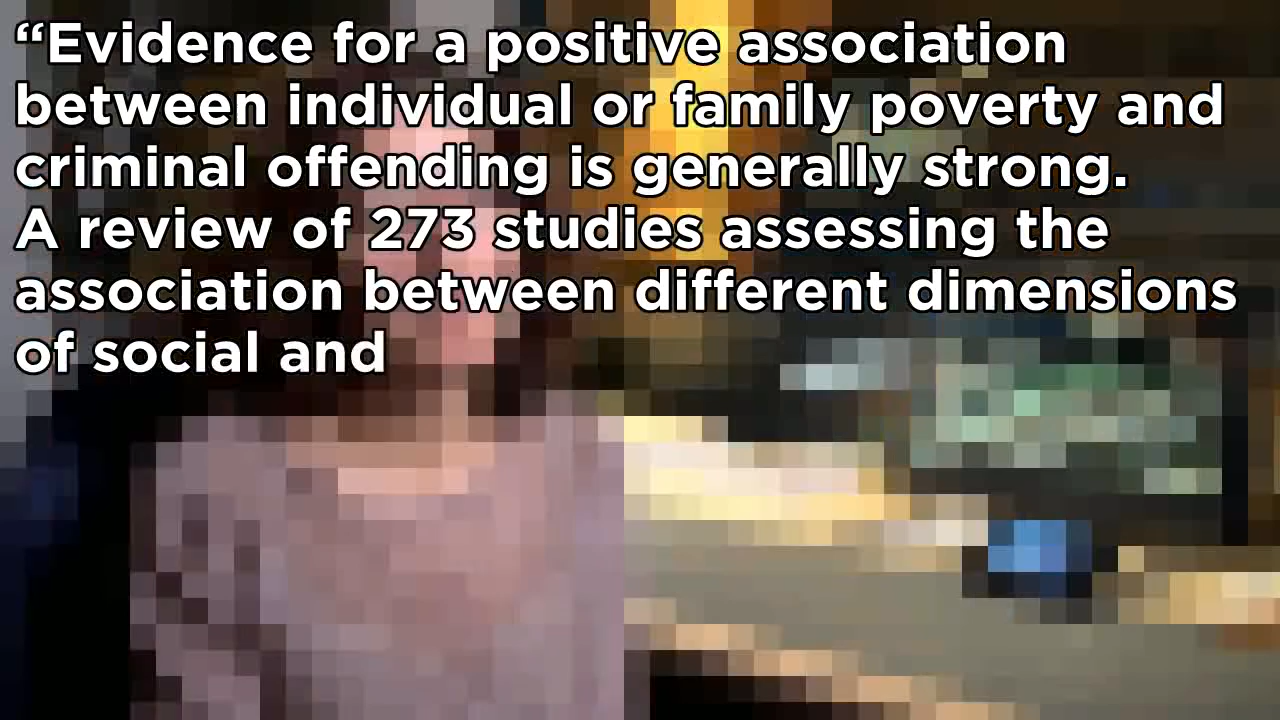 “Evidence for a positive association
between individual or family poverty and
criminal offending is generally strong.
A review of 273 studies assessing the
association between different dimensions
of social and